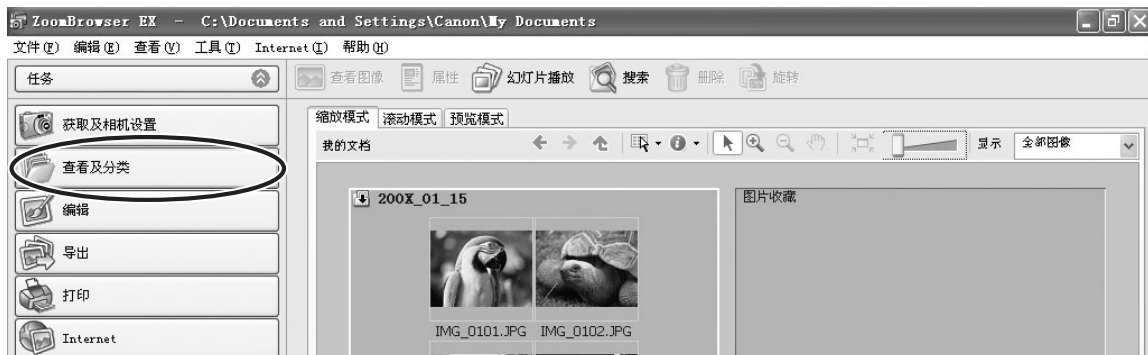 ZoomBrowser EX - C:\Documents and Settings\Canon\My Documents
文件(F) 编辑(E) 查看(V) 工具(T) Internet(I) 帮助(H)
任务 查看图像 属性 幻灯片播放 搜索 删除 旋转
获取及相机设置
查看及分类
编辑
导出
打印
Internet
缩放模式 滚动模式 预览模式
我的文档 显示 全部图像
200X_01_15 图片收藏
IMG_0101.JPG IMG_0102.JPG